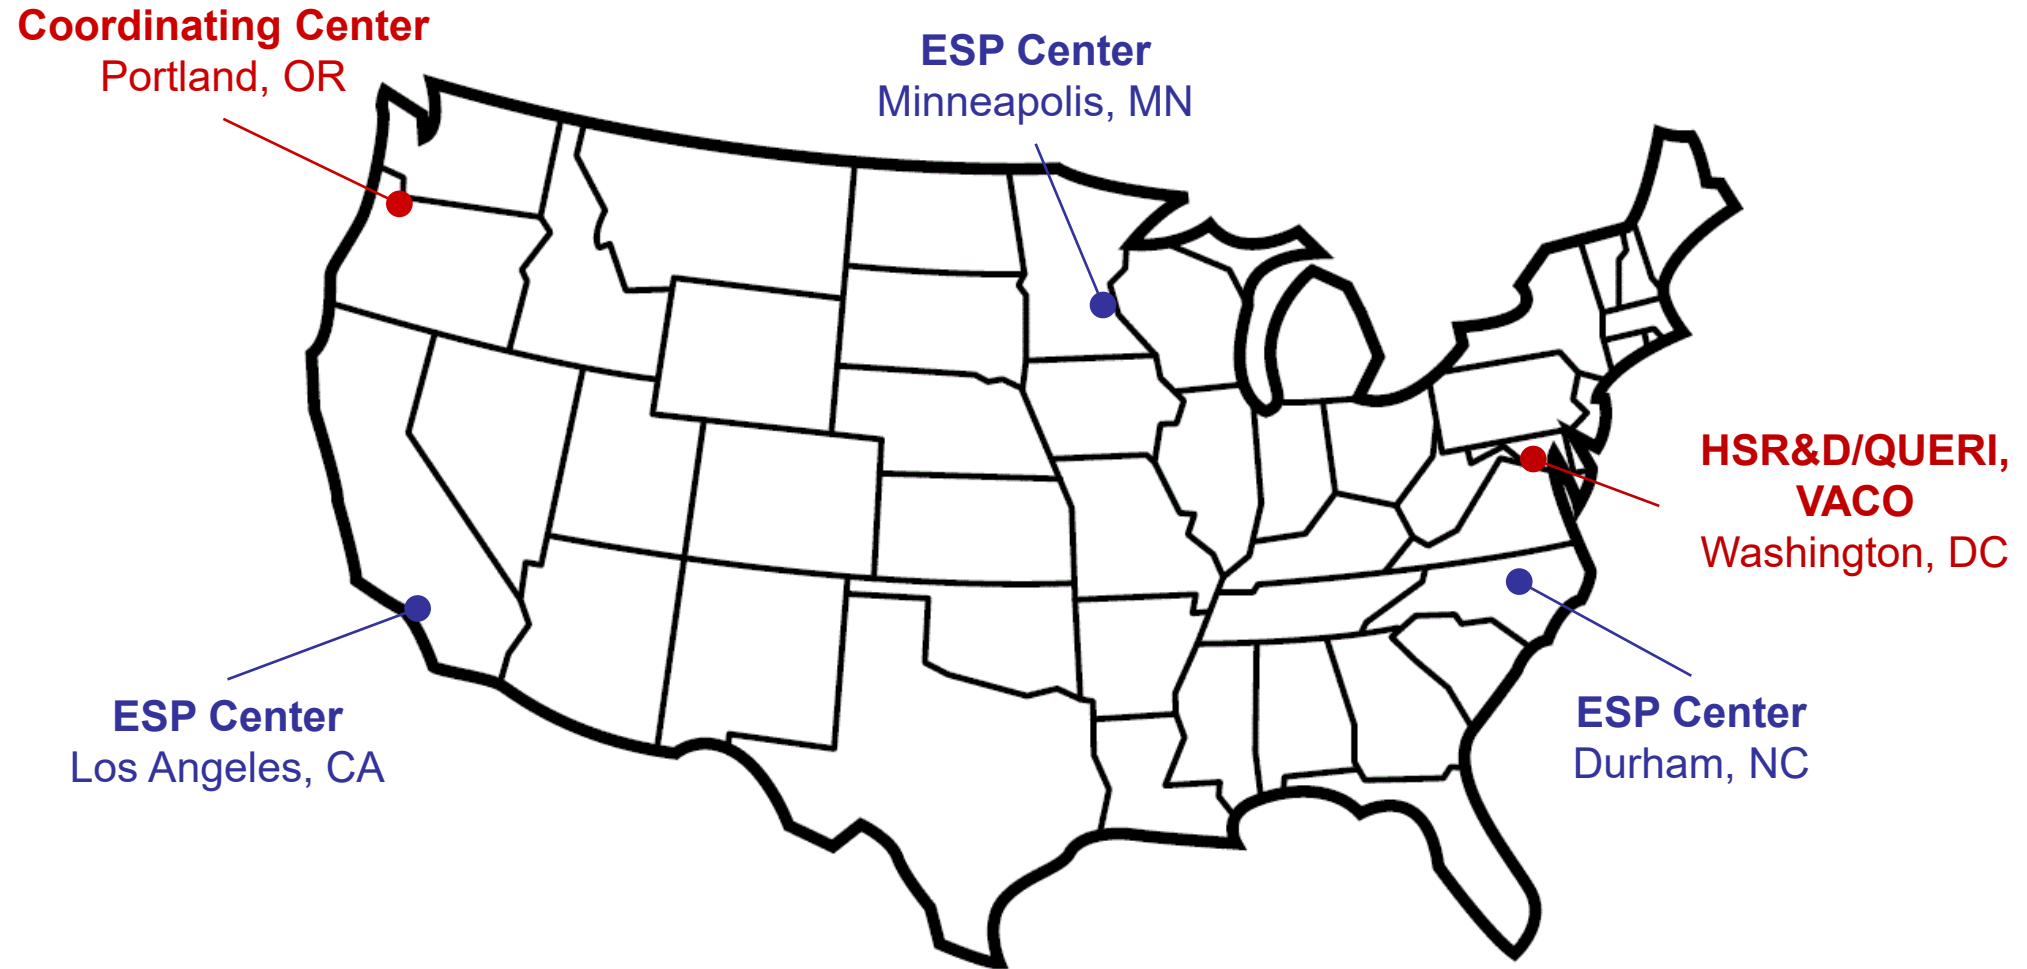 Coordinating Center
Portland, OR
ESP Center
Minneapolis, MN
HSR&D/QUERI,
VACO
Washington, DC
ESP Center
Los Angeles, CA
ESP Center
Durham, NC